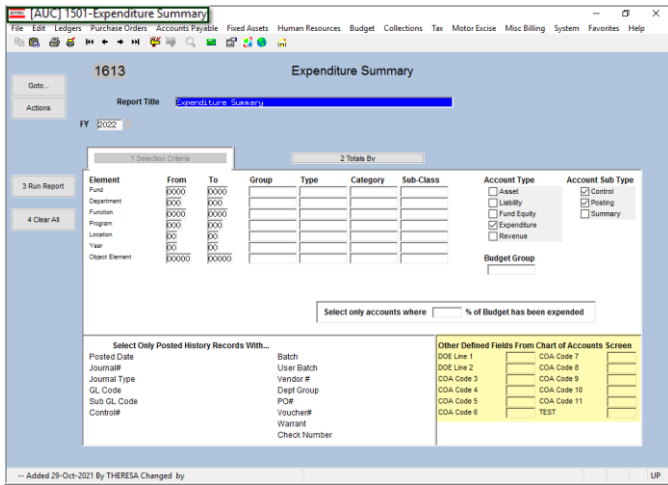 [AUC] 1501-Expenditure Summary
File Edit Ledgers Purchase Orders Accounts Payable Fixed Assets Human Resources Budget Collections Tax Motor Excise Misc Billing System Favorites Help
1613 Expenditure Summary
Goto...
Actions
Report Title Expenditure Summary
FY 2022
1 Selection Criteria 2 Totals By
3 Run Report
4 Clear All
Element From To Group Type Category Sub-Class Account Type Account Sub Type
Fund 0000 0000 Asset Control
Department 0000 0000 Liability Posting
Function 0000 0000 Fund Equity Summary
Program 000 000 Expenditure
Location 00 00 Revenue
Year 00 00
Object Element 00000 00000 Budget Group
Select only accounts where % of Budget has been expended
Select Only Posted History Records With... Other Defined Fields From Chart of Accounts Screen
Posted Date Batch DOE Line 1 COA Code 7
Journal# User Batch DOE Line 2 COA Code 8
Journal Type Vendor # COA Code 3 COA Code 9
GL Code Dept Group COA Code 4 COA Code 10
Sub GL Code PO# COA Code 5 COA Code 11
Control# Voucher# COA Code 6 TEST
Warrant
Check Number
-- Added 29-Oct-2021 By THERESA Changed by UP